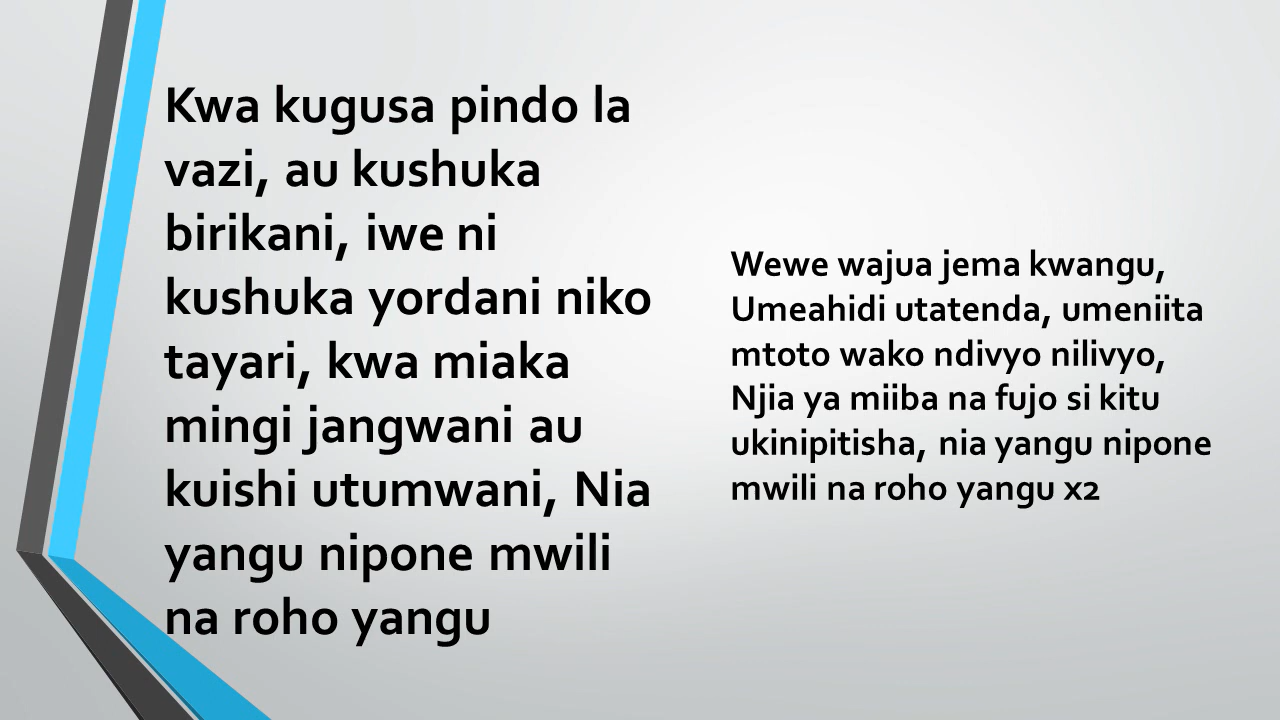 Kwa kugusa pindo la
vazi, au kushuka
birikani, iwe ni
kushuka yordani niko
tayari, kwa miaka
mingi jangwani au
kuishi utumwani, Nia
yangu nipone mwili
na roho yangu
Wewe wajua jema kwangu,
Umeahidi utatenda, umeniita
mtoto wako ndivyo nilivyo,
Njia ya miiba na fujo si kitu
ukinipitisha, nia yangu nipone
mwili na roho yangu x2